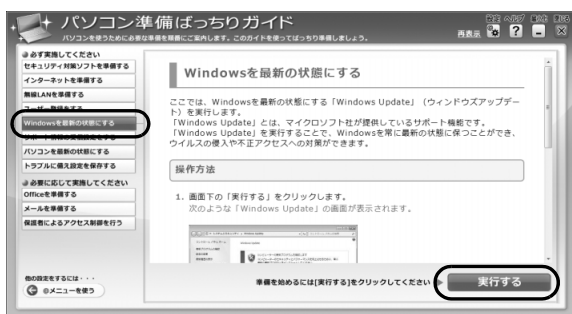 パソコン準備ばっちりガイド
パソコンを使うために必要な準備を順番にご案内します。このガイドを使ってばっちり準備しましょう。
再表示
設定 ヘルプ 最小化 閉じる
必ず実施してください
セキュリティ対策ソフトを準備する
インターネットを準備する
無線LANを準備する
ユーザー登録をする
Windowsを最新の状態にする
パソコンを最新の状態にする
トラブルに備え設定を保存する
必要に応じて実施してください
Officeを準備する
メールを準備する
保護者によるアクセス制御を行う
他の設定をするには・・・
@メニューを使う
Windowsを最新の状態にする
ここでは、Windowsを最新の状態にする「Windows Update」（ウィンドウズアップデー
ト）を実行します。
「Windows Update」とは、マイクロソフト社が提供しているサポート機能です。
「Windows Update」を実行することで、Windowsを常に最新の状態に保つことができ、
ウイルスの侵入や不正アクセスへの対策ができます。
操作方法
1. 画面下の「実行する」をクリックします。
次のような「Windows Update」の画面が表示されます。
準備を始めるには[実行する]をクリックしてください
実行する